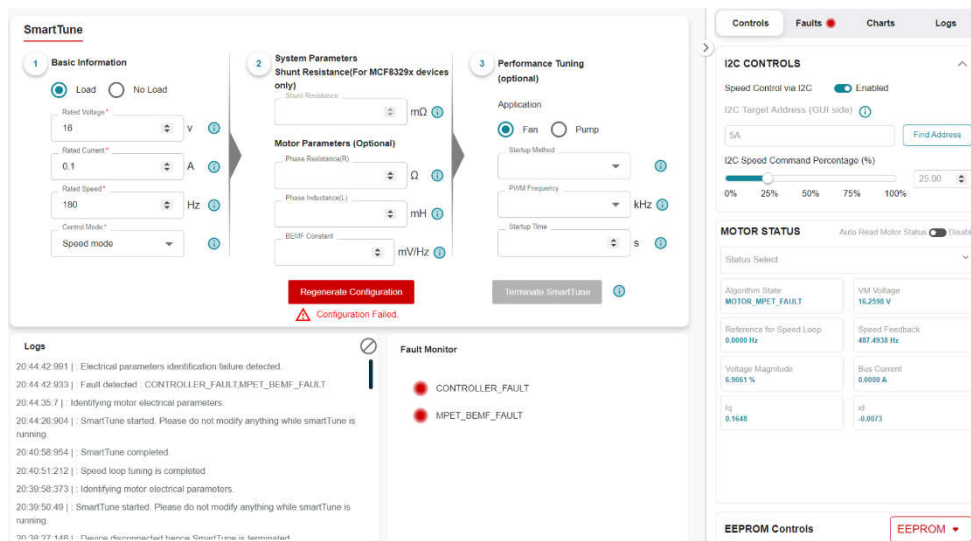 SmartTune
1 Basic Information
Load No Load
Rated Voltage*
16 V
Rated Current*
0.1 A
Rated Speed*
180 Hz
Control Mode*
Speed mode
2 System Parameters
Shunt Resistance(For MCF8329x devices
only)
Shunt Resistance
mΩ
Motor Parameters (Optional)
Phase Resistance(R)
Ω
Phase Inductance(L)
mH
BEMF Constant
mV/Hz
3 Performance Tuning
(optional)
Application
Fan Pump
Startup Method
PWM Frequency
kHz
Startup Time
s
Regenerate Configuration
Configuration Failed.
Terminate SmartTune
Logs
20:44:42:991 | : Electrical parameters identification failure detected.
20:44:42:933 | : Fault detected : CONTROLLER_FAULT,MPET_BEMF_FAULT
20:44:35:7 | : Identifying motor electrical parameters.
20:44:26:904 | : SmartTune started. Please do not modify anything while smartTune is
running.
20:40:58:954 | : SmartTune completed.
20:40:51:212 | : Speed loop tuning is completed
20:39:58:373 | : Identifying motor electrical parameters.
20:39:50:49 | : SmartTune started. Please do not modify anything while smartTune is
running.
20:38:27:146 | : Device disconnected hence SmartTune is terminated
Fault Monitor
CONTROLLER_FAULT
MPET_BEMF_FAULT
Controls Faults Charts Logs
I2C CONTROLS
Speed Control via I2C Enabled
I2C Target Address (GUI side)
5A Find Address
I2C Speed Command Percentage (%)
25.00
0% 25% 50% 75% 100%
MOTOR STATUS Auto Read Motor Status Disabl
Status Select
Algorithm State
MOTOR_MPET_FAULT
VM Voltage
16.2598 V
Reference for Speed Loop
0.0000 Hz
Speed Feedback
487.4938 Hz
Voltage Magnitude
6.9061 %
Bus Current
0.0000 A
Iq
0.1648
id
-0.0073
EEPROM Controls EEPROM